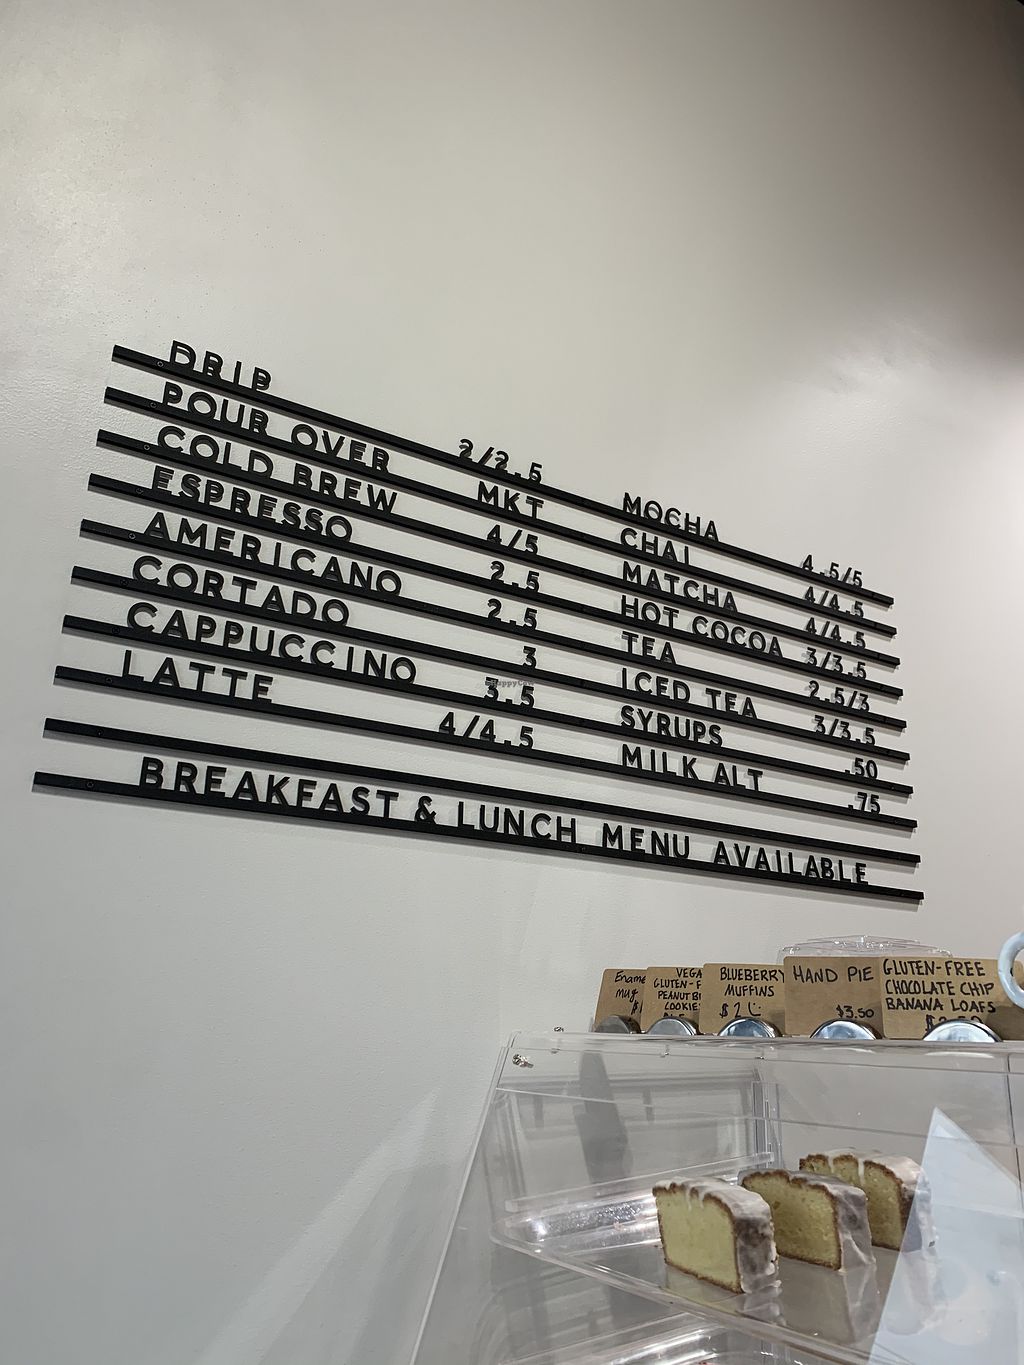 DRIP 2/2.5
POUR OVER MKT
COLD BREW 4/5
ESPRESSO 2.5
AMERICANO 2.5
CORTADO 3
CAPPUCCINO 3.5
LATTE 4/4.5
MOCHA 4.5/5
CHAI 4/4.5
MATCHA 4/4.5
HOT COCOA 3/3.5
TEA 2.5/3
ICED TEA 3/3.5
SYRUPS .50
MILK ALT .75
BREAKFAST & LUNCH MENU AVAILABLE
mug
COOKIE
BLUEBERRY
MUFFINS
$2
HAND PIE
$3.50
GLUTEN-FREE
CHOCOLATE CHIP
BANANA LOAFS